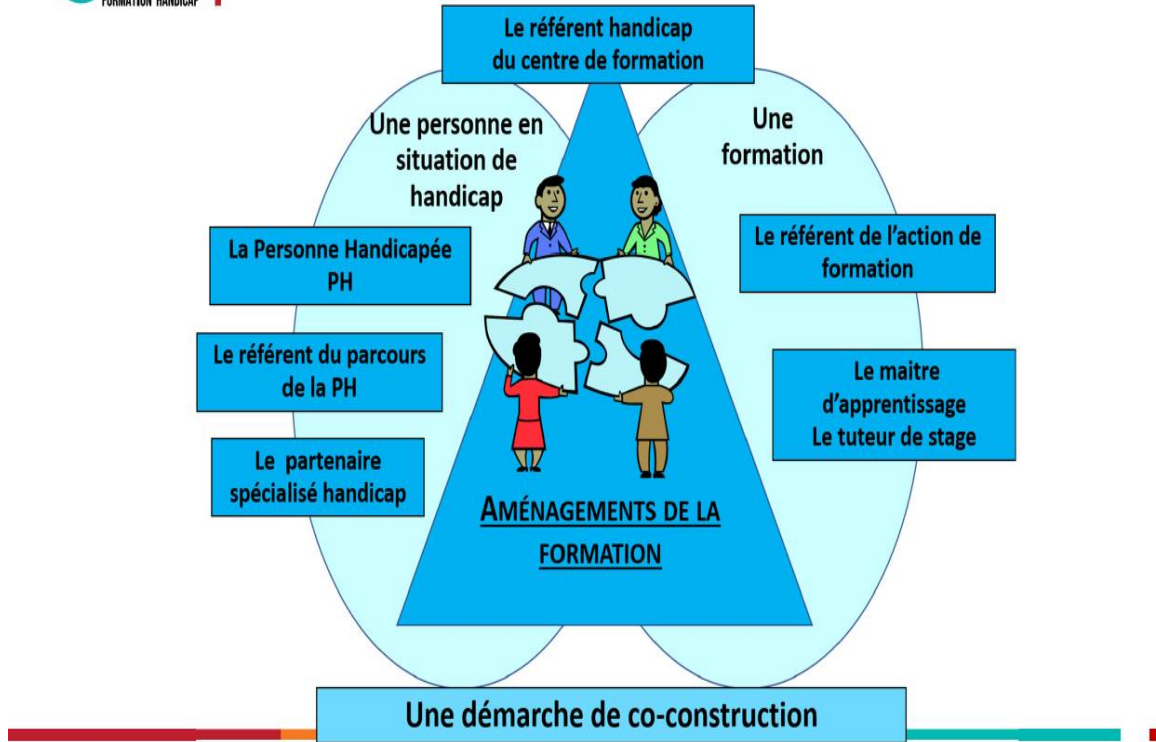 FORMATION HANDICAP
Le référent handicap
du centre de formation
Une personne en
situation de
handicap
Une
formation
La Personne Handicapée
PH
Le référent de l'action de
formation
Le référent du parcours
de la PH
Le maitre
d'apprentissage
Le tuteur de stage
Le partenaire
spécialisé handicap
AMÉNAGEMENTS DE LA
FORMATION
Une démarche de co-construction